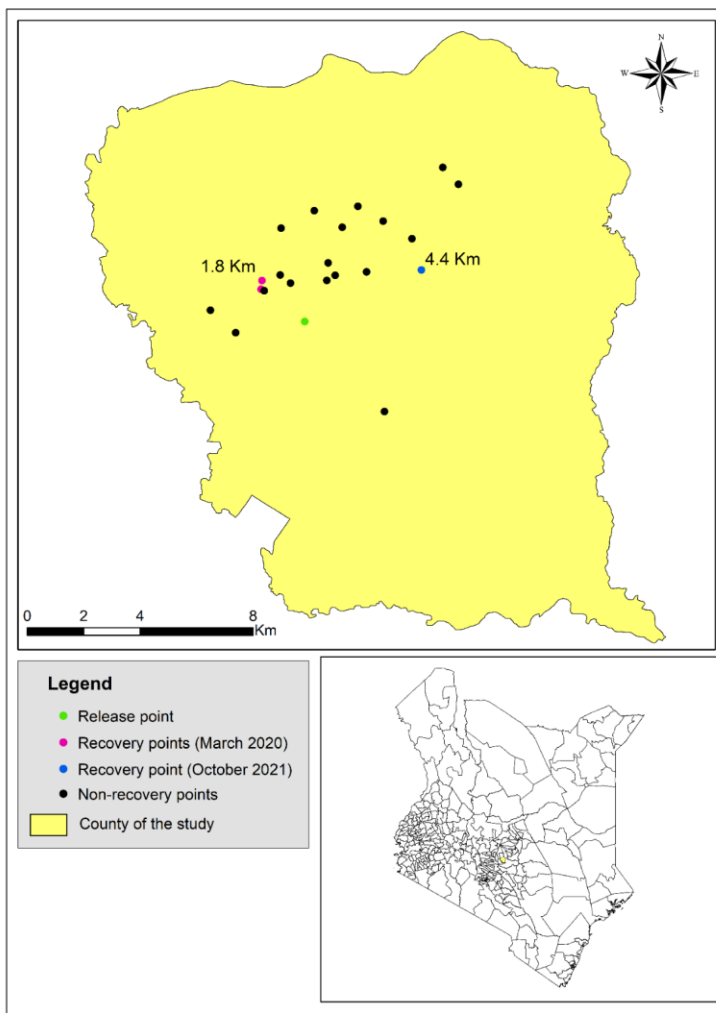 N
W E
S
1.8 Km
4.4 Km
0 2 4 8
Km
Legend
Release point
Recovery points (March 2020)
Recovery point (October 2021)
Non-recovery points
County of the study